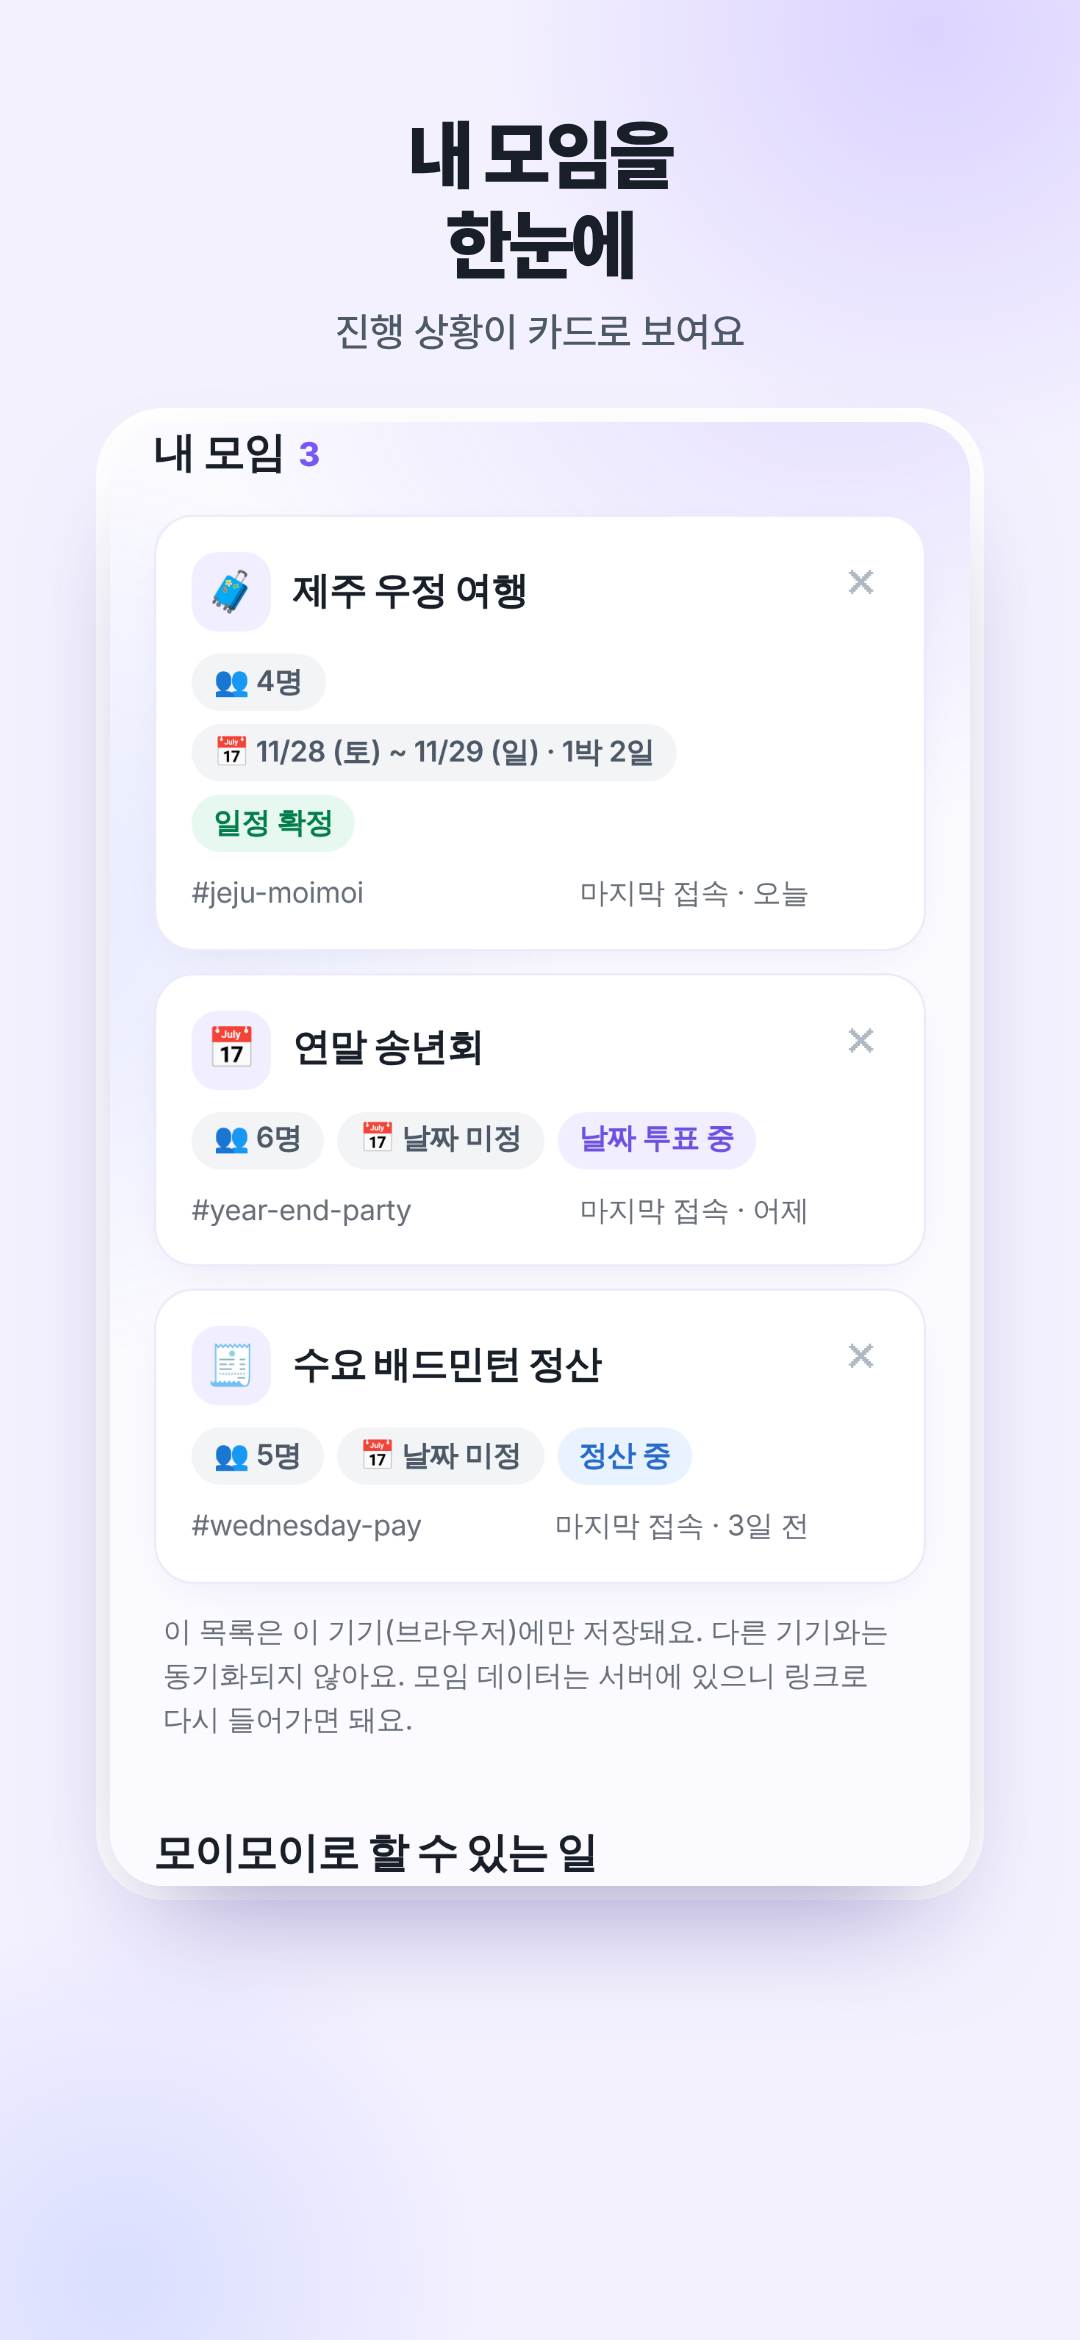 내 모임을
한눈에
진행 상황이 카드로 보여요
내 모임 3
제주 우정 여행
4명
11/28 (토) ~ 11/29 (일) · 1박 2일
일정 확정
#jeju-moimoi 마지막 접속 · 오늘
연말 송년회
6명 날짜 미정 날짜 투표 중
#year-end-party 마지막 접속 · 어제
수요 배드민턴 정산
5명 날짜 미정 정산 중
#wednesday-pay 마지막 접속 · 3일 전
이 목록은 이 기기(브라우저)에만 저장돼요. 다른 기기와는
동기화되지 않아요. 모임 데이터는 서버에 있으니 링크로
다시 들어가면 돼요.
모이모이로 할 수 있는 일